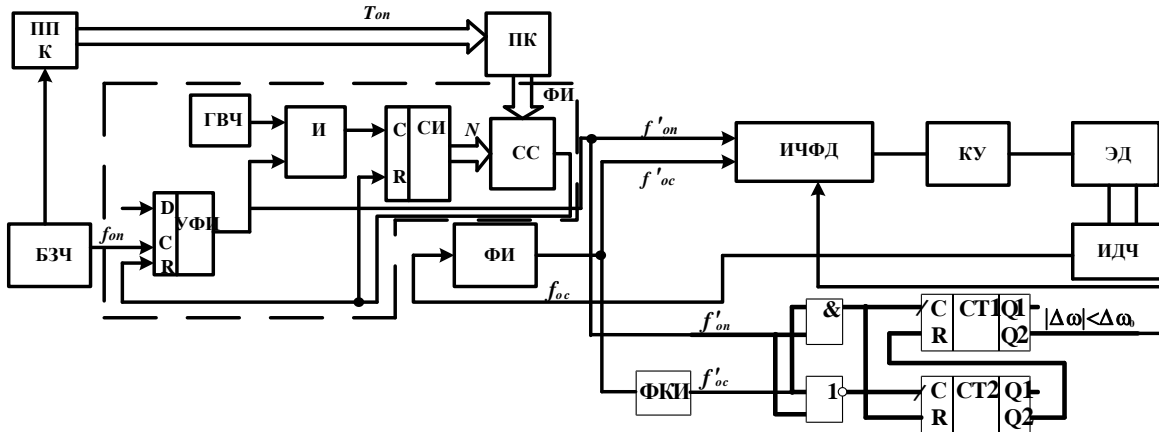 ПП
К
Tоп
ПК
ФИ
ГВЧ
И
С
СИ
R
N
СС
f'оп
f'ос
ИЧФД
КУ
ЭД
БЗЧ
fоп
D
УФИ
C
R
ФИ
fос
ИДЧ
f'оп
&
C
CT1
Q1
R
Q2
|Δω|<Δω₀
ФКИ
f'ос
1
C
CT2
Q1
R
Q2